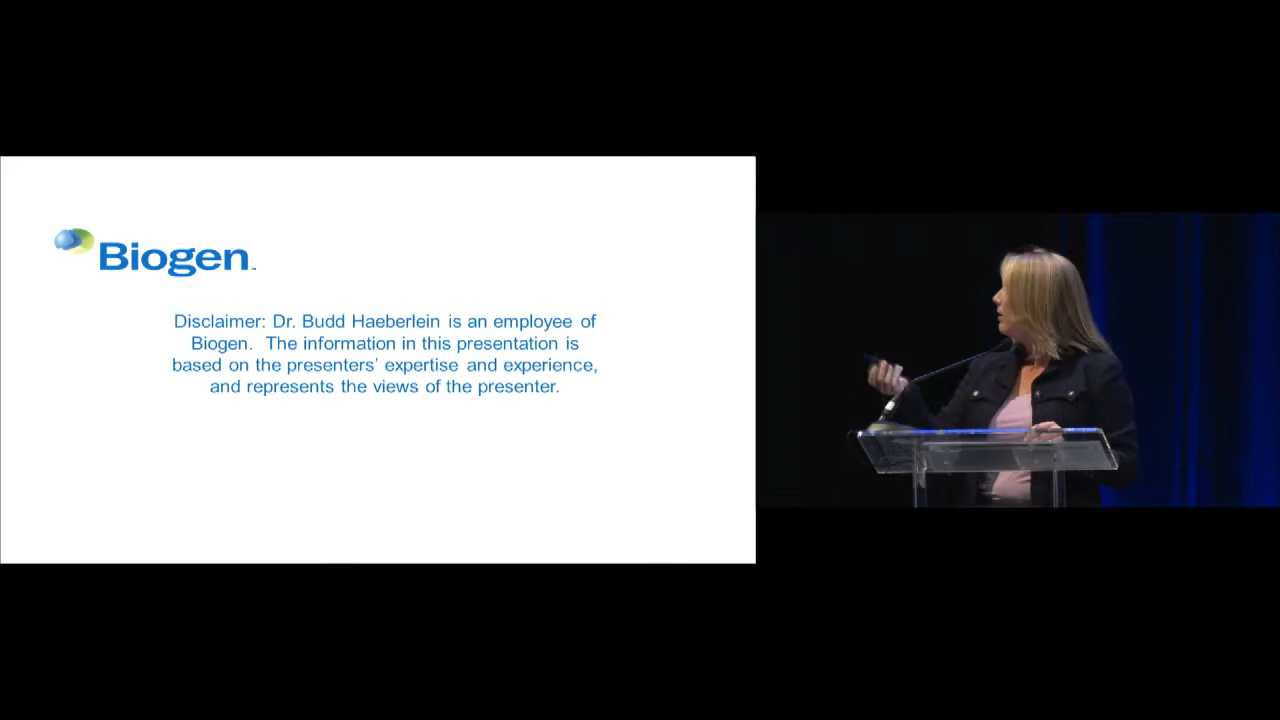 Biogen™
Disclaimer: Dr. Budd Haeberlein is an employee of
Biogen. The information in this presentation is
based on the presenters’ expertise and experience,
and represents the views of the presenter.